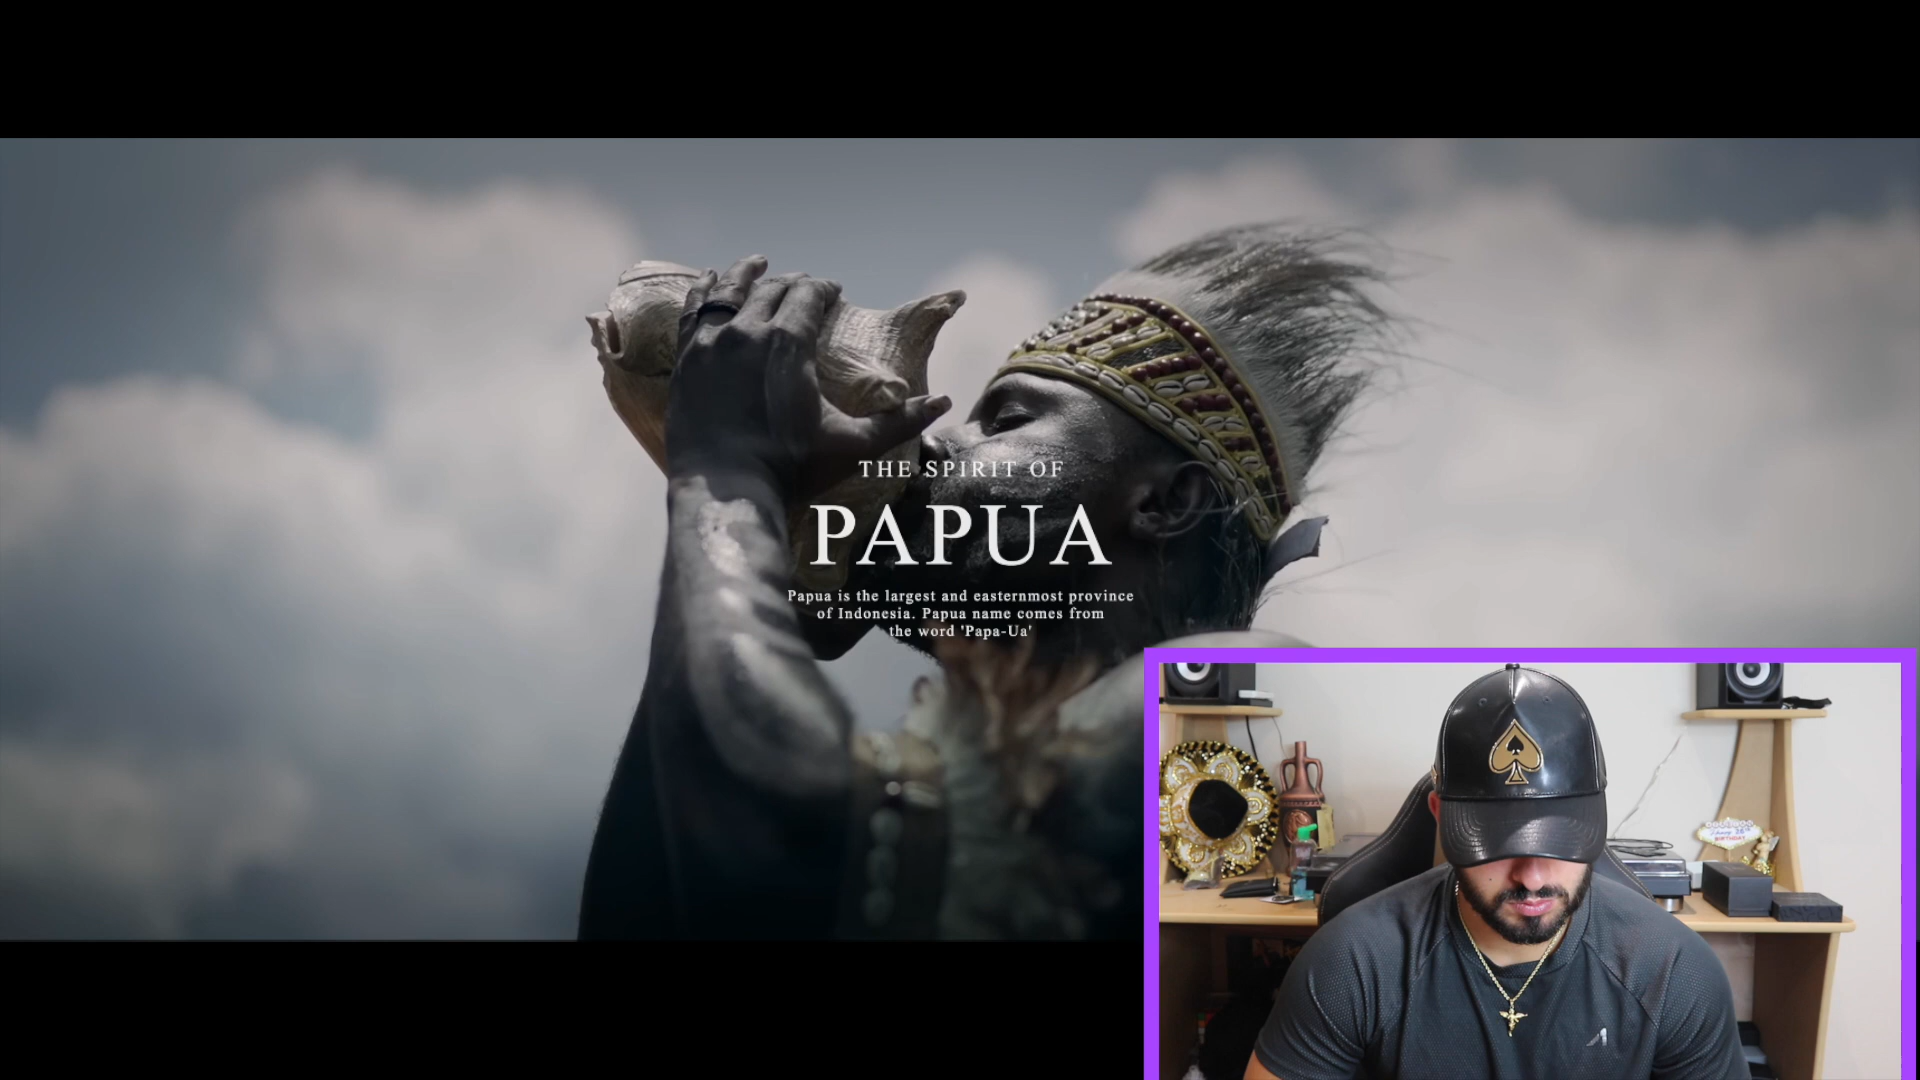 THE SPIRIT OF
PAPUA
Papua is the largest and easternmost province
of Indonesia. Papua name comes from
the word 'Papa-Ua'
BIRTHDAY